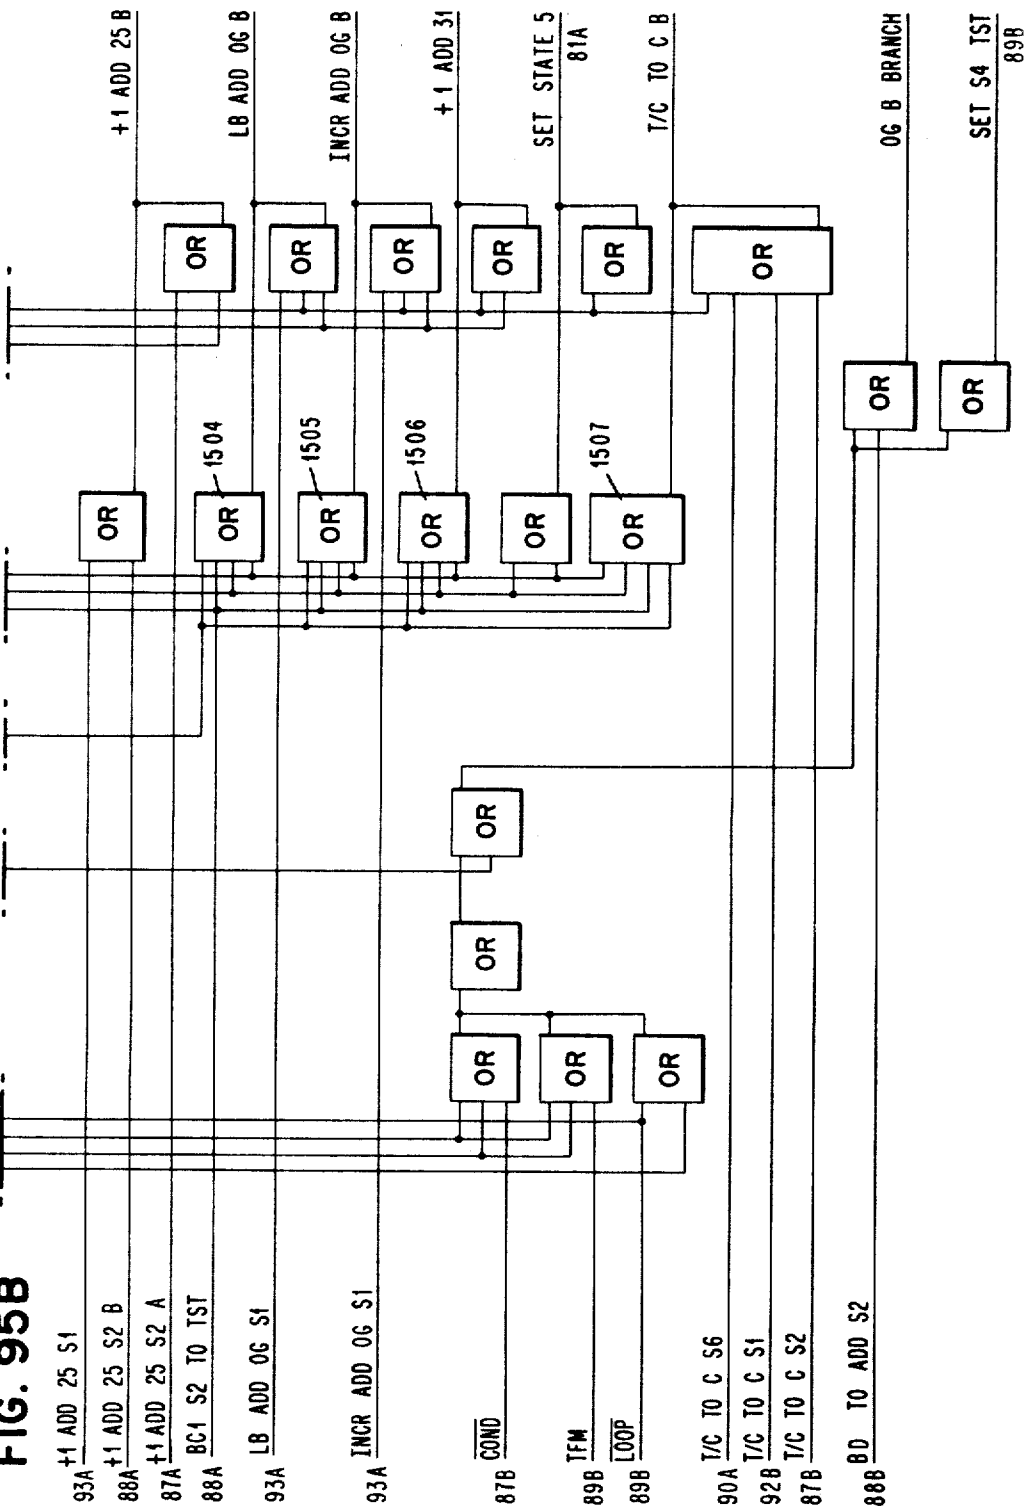 FIG. 95B
+1 ADD 25 S1
93A
+1 ADD 25 S2 B
88A
+1 ADD 25 S2 A
87A
BC1 S2 TO TST
88A
LB ADD OG S1
93A
INCR ADD OG S1
93A
COND
87B
TFM
89B
LOOP
89B
T/C TO C S6
90A
T/C TO C S1
92B
T/C TO C S2
87B
BD TO ADD S2
88B
OR
OR
OR
OR
OR
OR
OR
1504
OR
1505
OR
1506
OR
OR
1507
OR
OR
OR
OR
OR
OR
OR
OR
OR
+1 ADD 25 B
LB ADD OG B
INCR ADD OG B
+1 ADD 31
SET STATE 5
81A
T/C TO C B
OG B BRANCH
SET S4 TST
89B